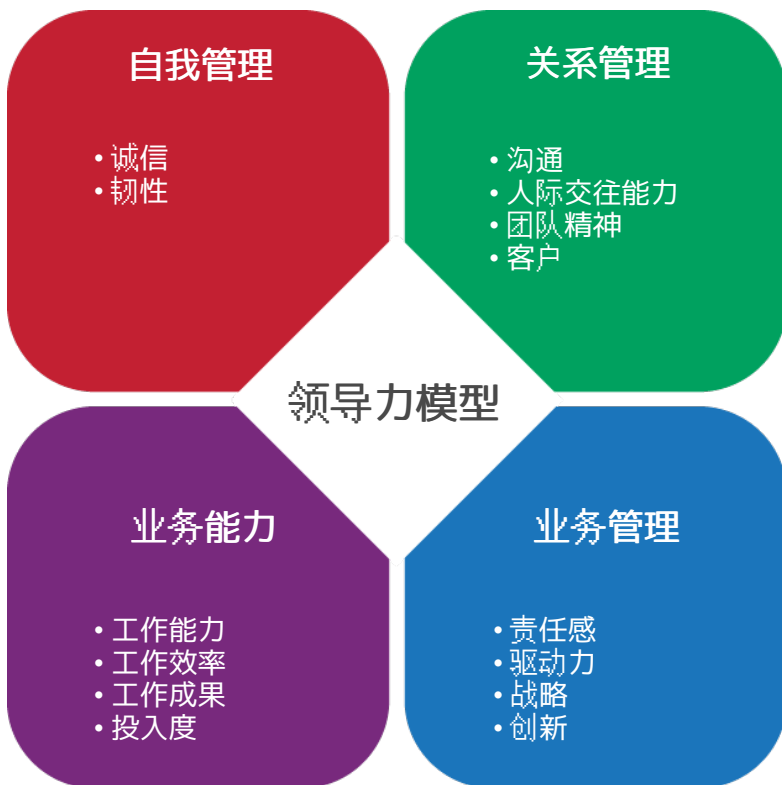 自我管理
• 诚信
• 韧性
关系管理
• 沟通
• 人际交往能力
• 团队精神
• 客户
领导力模型
业务能力
• 工作能力
• 工作效率
• 工作成果
• 投入度
业务管理
• 责任感
• 驱动力
• 战略
• 创新